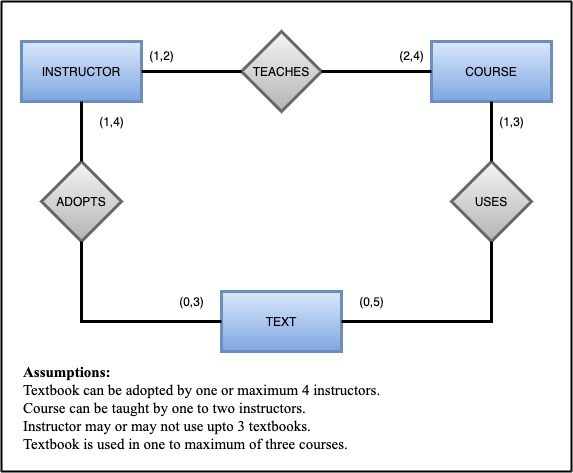 (1,2)
(2,4)
INSTRUCTOR
TEACHES
COURSE
(1,4)
(1,3)
ADOPTS
USES
(0,3)
(0,5)
TEXT
Assumptions:
Textbook can be adopted by one or maximum 4 instructors.
Course can be taught by one to two instructors.
Instructor may or may not use upto 3 textbooks.
Textbook is used in one to maximum of three courses.